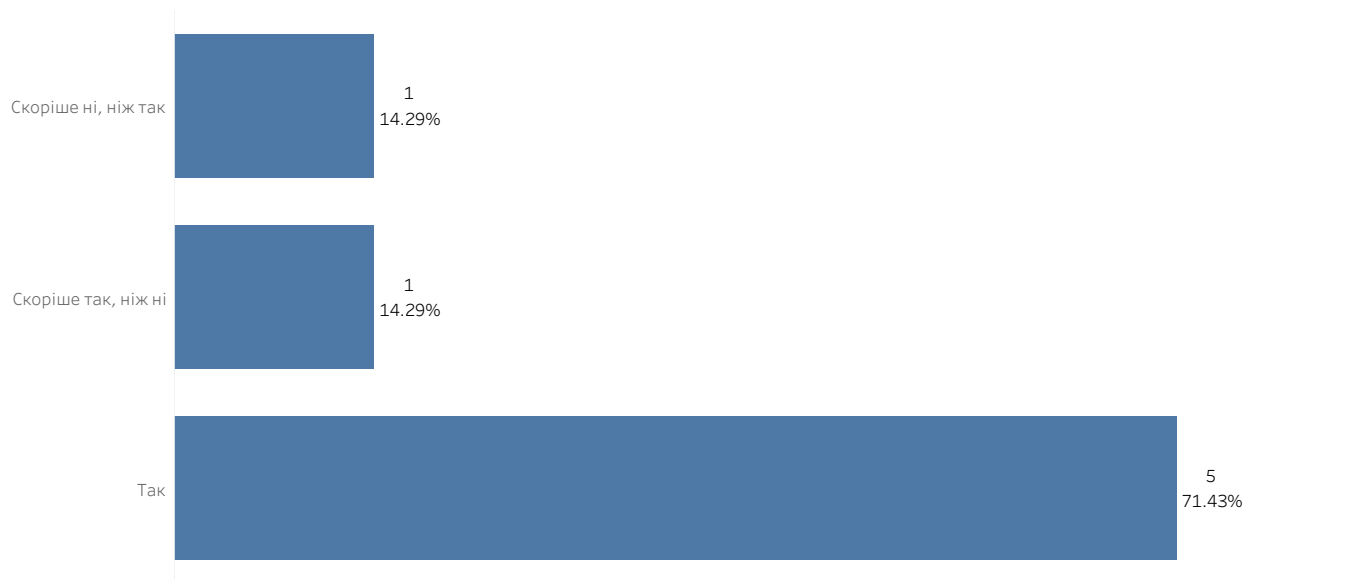 Скоріше ні, ніж так
1
14.29%
Скоріше так, ніж ні
1
14.29%
Так
5
71.43%